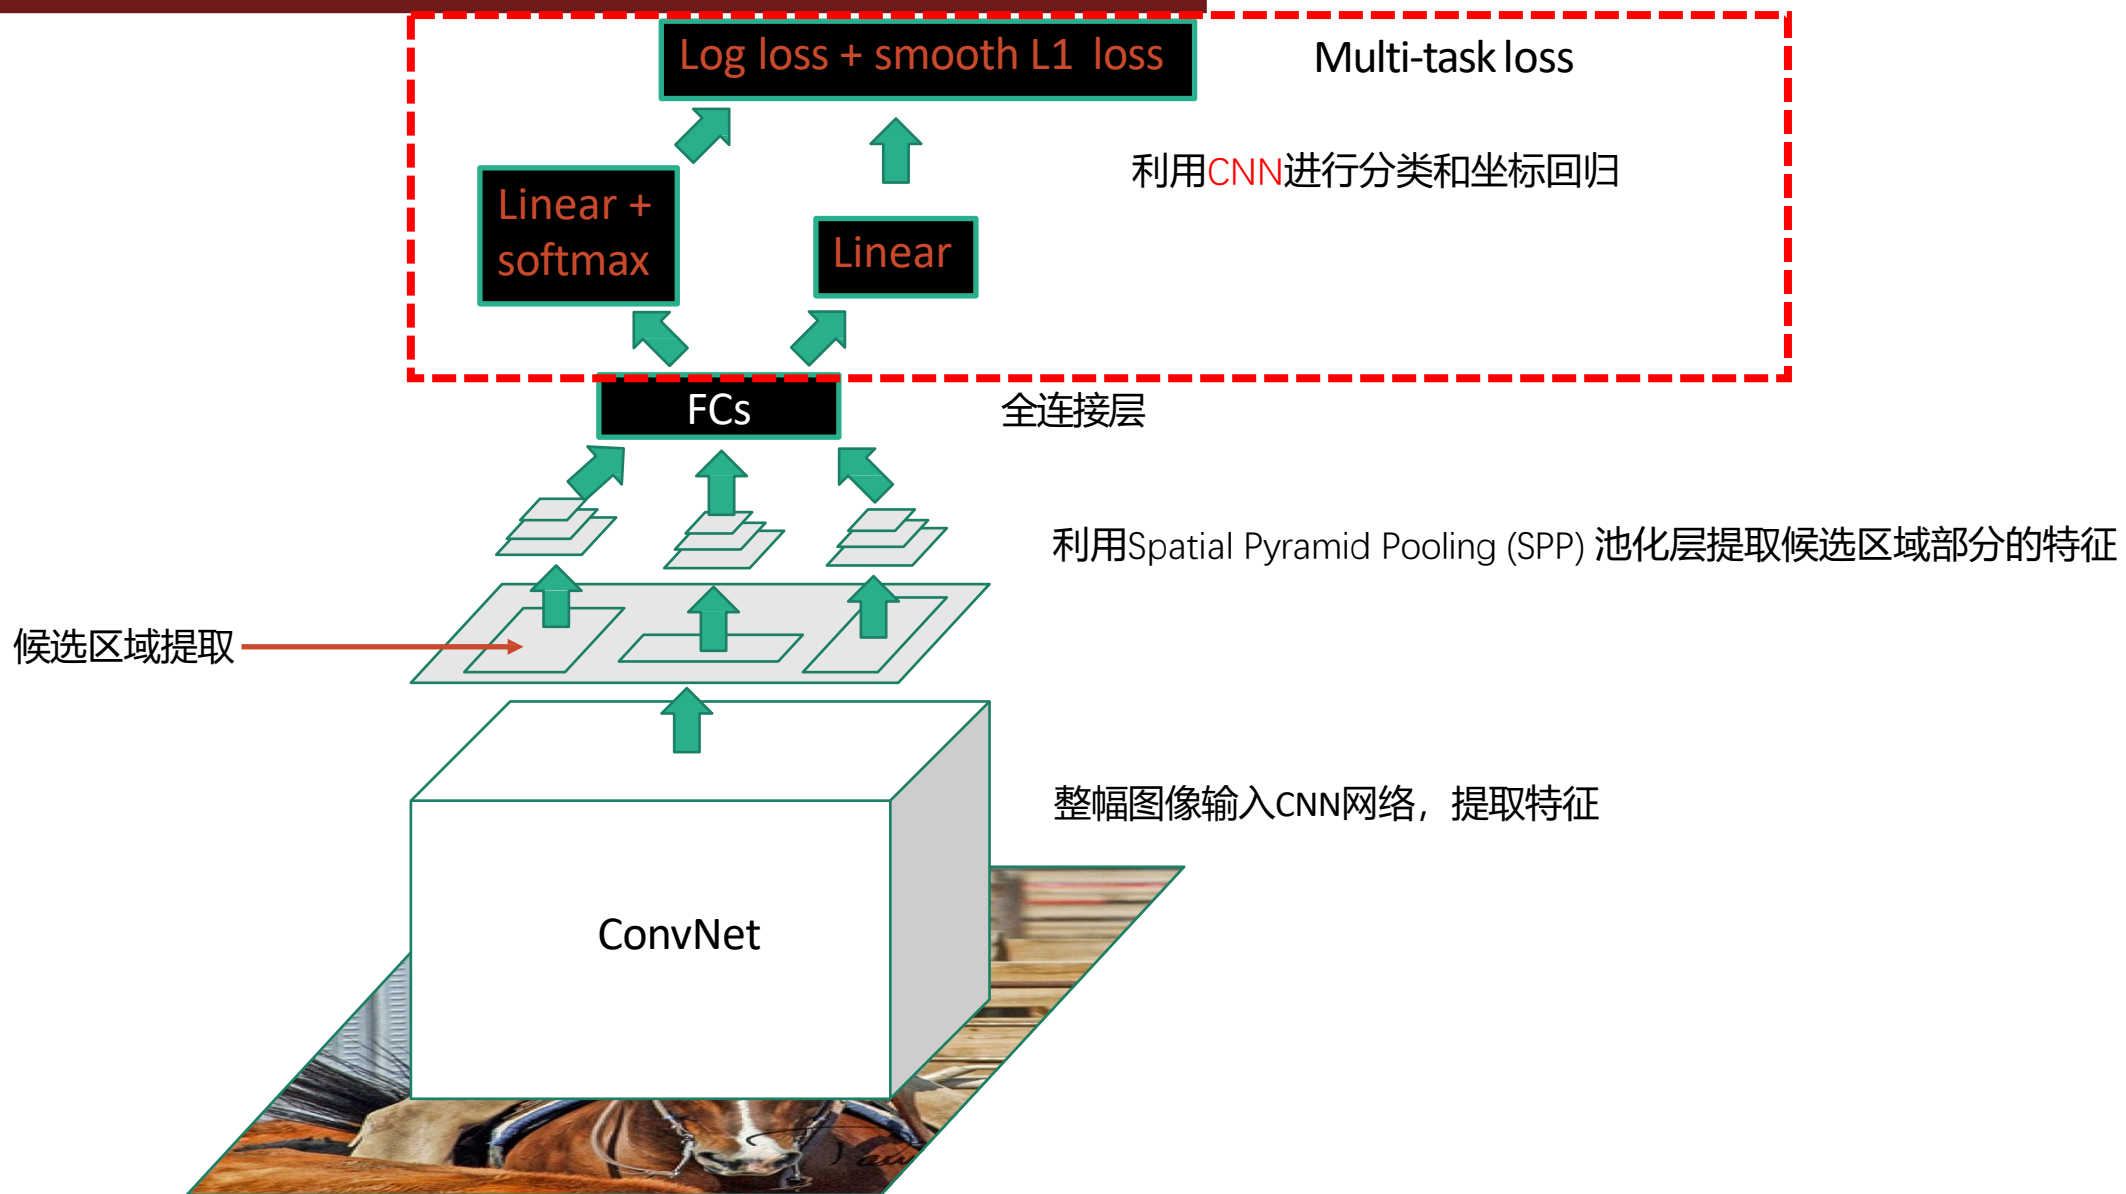 Log loss + smooth L1 loss
Multi-task loss
利用CNN进行分类和坐标回归
Linear +
softmax
Linear
FCs
全连接层
利用Spatial Pyramid Pooling (SPP) 池化层提取候选区域部分的特征
候选区域提取
整幅图像输入CNN网络，提取特征
ConvNet